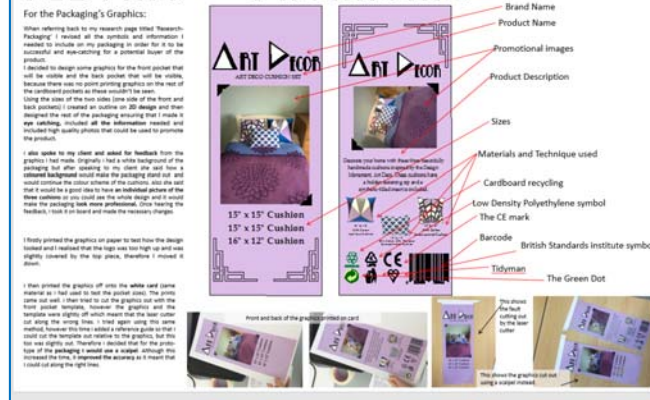 For the Packaging's Graphics:
When referring back to my research page titled 'Research-
Packaging' I revised all the symbols and information I
needed to include on my packaging in order for it to be
successful and eye-catching for a potential buyer of the
product.
I decided to design some graphics for the front pocket that
will be visible and the back pocket that will be visible,
because there was no point printing graphics on the rest of
the cardboard pockets as these wouldn't be seen.
Using the sizes of the two sides (one side of the front and
back pockets) I created an outline on 2D design and then
designed the rest of the packaging ensuring that I made it
eye catching, included all the information needed and
included high quality photos that could be used to promote
the product.
I also spoke to my client and asked for feedback from the
graphics I had made. Originally I had a white background of the
packaging but after speaking to my client she said how a
coloured background would make the packaging stand out and
would continue the colour scheme of the cushions. She also said
that it would be a good idea to have an individual picture of the
three cushions so you could see the whole design and it would
make the packaging look more professional. Once hearing the
feedback, I took it on board and made the necessary changes.
I firstly printed the graphics on paper to test how the design
looked and I realised that the logo was too high up and was
slightly covered by the top piece, therefore I moved it
down.
I then printed the graphics off onto the white card (same
material as I had used to test the pocket sizes). The prints
came out well. I then tried to cut the graphics out with the
front pocket template, however the graphics and the
template were slightly off which meant that the laser cutter
cut along the wrong lines. I tried again using this same
method, however this time I added a reference guide so that I
could cut the template out relative to the graphics, but this
too was slightly out. Therefore I decided that for the proto-
type of the packaging I would use a scalpel. Although this
increased the time, it improved the accuracy as it meant that
I could cut along the right lines.
ART DECOR
ART DECO CUSHION SET
15" x 15" Cushion
15" x 15" Cushion
16" x 12" Cushion
ART DECOR
Decorate your home with these three beautifully
handmade cushions inspired by the Design
Movement, Art Deco. These cushions have
CE
Brand Name
Product Name
Promotional images
Product Description
Sizes
Materials and Technique used
Cardboard recycling
Low Density Polyethylene symbol
The CE mark
Barcode
British Standards Institute symbo
Tidyman
The Green Dot
Front and back of the graphics printed on card
This shows
the fault
cutting out
by the laser
cutter
This shows the graphics cut out
using a scalpel instead